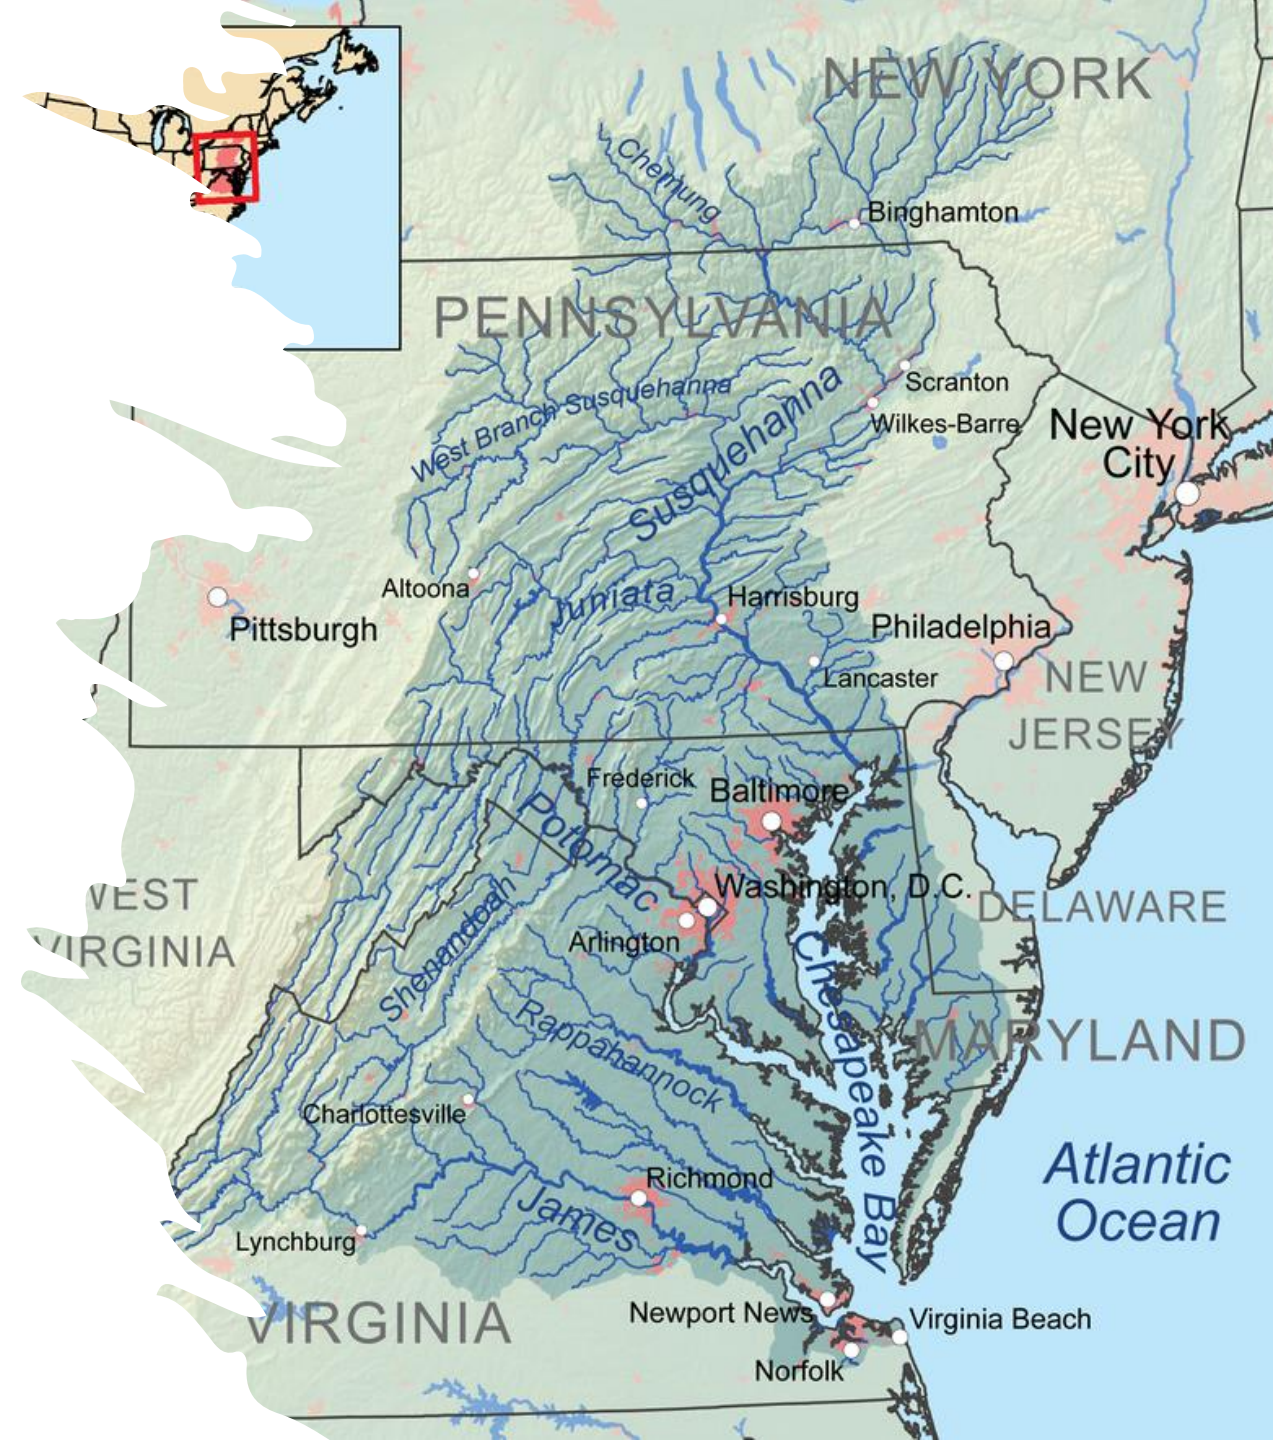 NEW YORK
Chemung
Binghamton
PENNSYLVANIA
Scranton
West Branch Susquehanna
Wilkes-Barre
Susquehanna
New York
City
Altoona
Juniata
Harrisburg
Pittsburgh
Philadelphia
Lancaster
NEW
JERSEY
Frederick
Baltimore
Potomac
Washington, D.C.
WEST
VIRGINIA
DELAWARE
Arlington
Shenandoah
Chesapeake Bay
Rappahannock
MARYLAND
Charlottesville
Atlantic
Ocean
Richmond
James
Lynchburg
Newport News
Virginia Beach
VIRGINIA
Norfolk